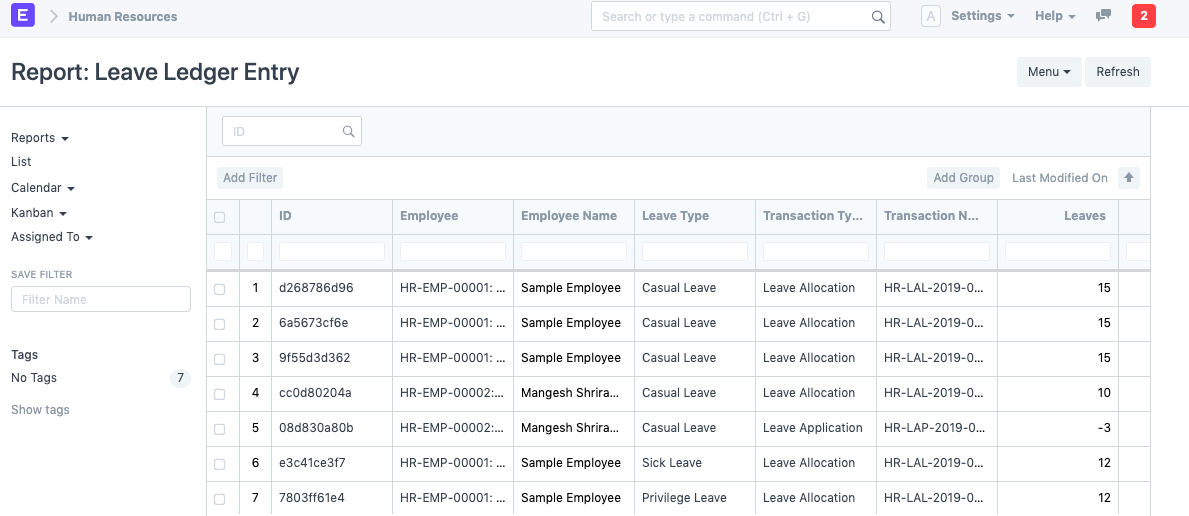 E Human Resources Search or type a command (Ctrl + G) A Settings Help 2
Report: Leave Ledger Entry Menu Refresh
Reports
List
Calendar
Kanban
Assigned To
SAVE FILTER
Filter Name
Tags
No Tags 7
Show tags
ID
Add Filter Add Group Last Modified On
ID Employee Employee Name Leave Type Transaction Ty... Transaction N... Leaves
1 d268786d96 HR-EMP-00001: ... Sample Employee Casual Leave Leave Allocation HR-LAL-2019-0... 15
2 6a5673cf6e HR-EMP-00001: ... Sample Employee Casual Leave Leave Allocation HR-LAL-2019-0... 15
3 9f55d3d362 HR-EMP-00001: ... Sample Employee Casual Leave Leave Allocation HR-LAL-2019-0... 15
4 cc0d80204a HR-EMP-00002:... Mangesh Shrira... Casual Leave Leave Allocation HR-LAL-2019-0... 10
5 08d830a80b HR-EMP-00002:... Mangesh Shrira... Casual Leave Leave Application HR-LAP-2019-0... -3
6 e3c41ce3f7 HR-EMP-00001: ... Sample Employee Sick Leave Leave Allocation HR-LAL-2019-0... 12
7 7803ff61e4 HR-EMP-00001: ... Sample Employee Privilege Leave Leave Allocation HR-LAL-2019-0... 12